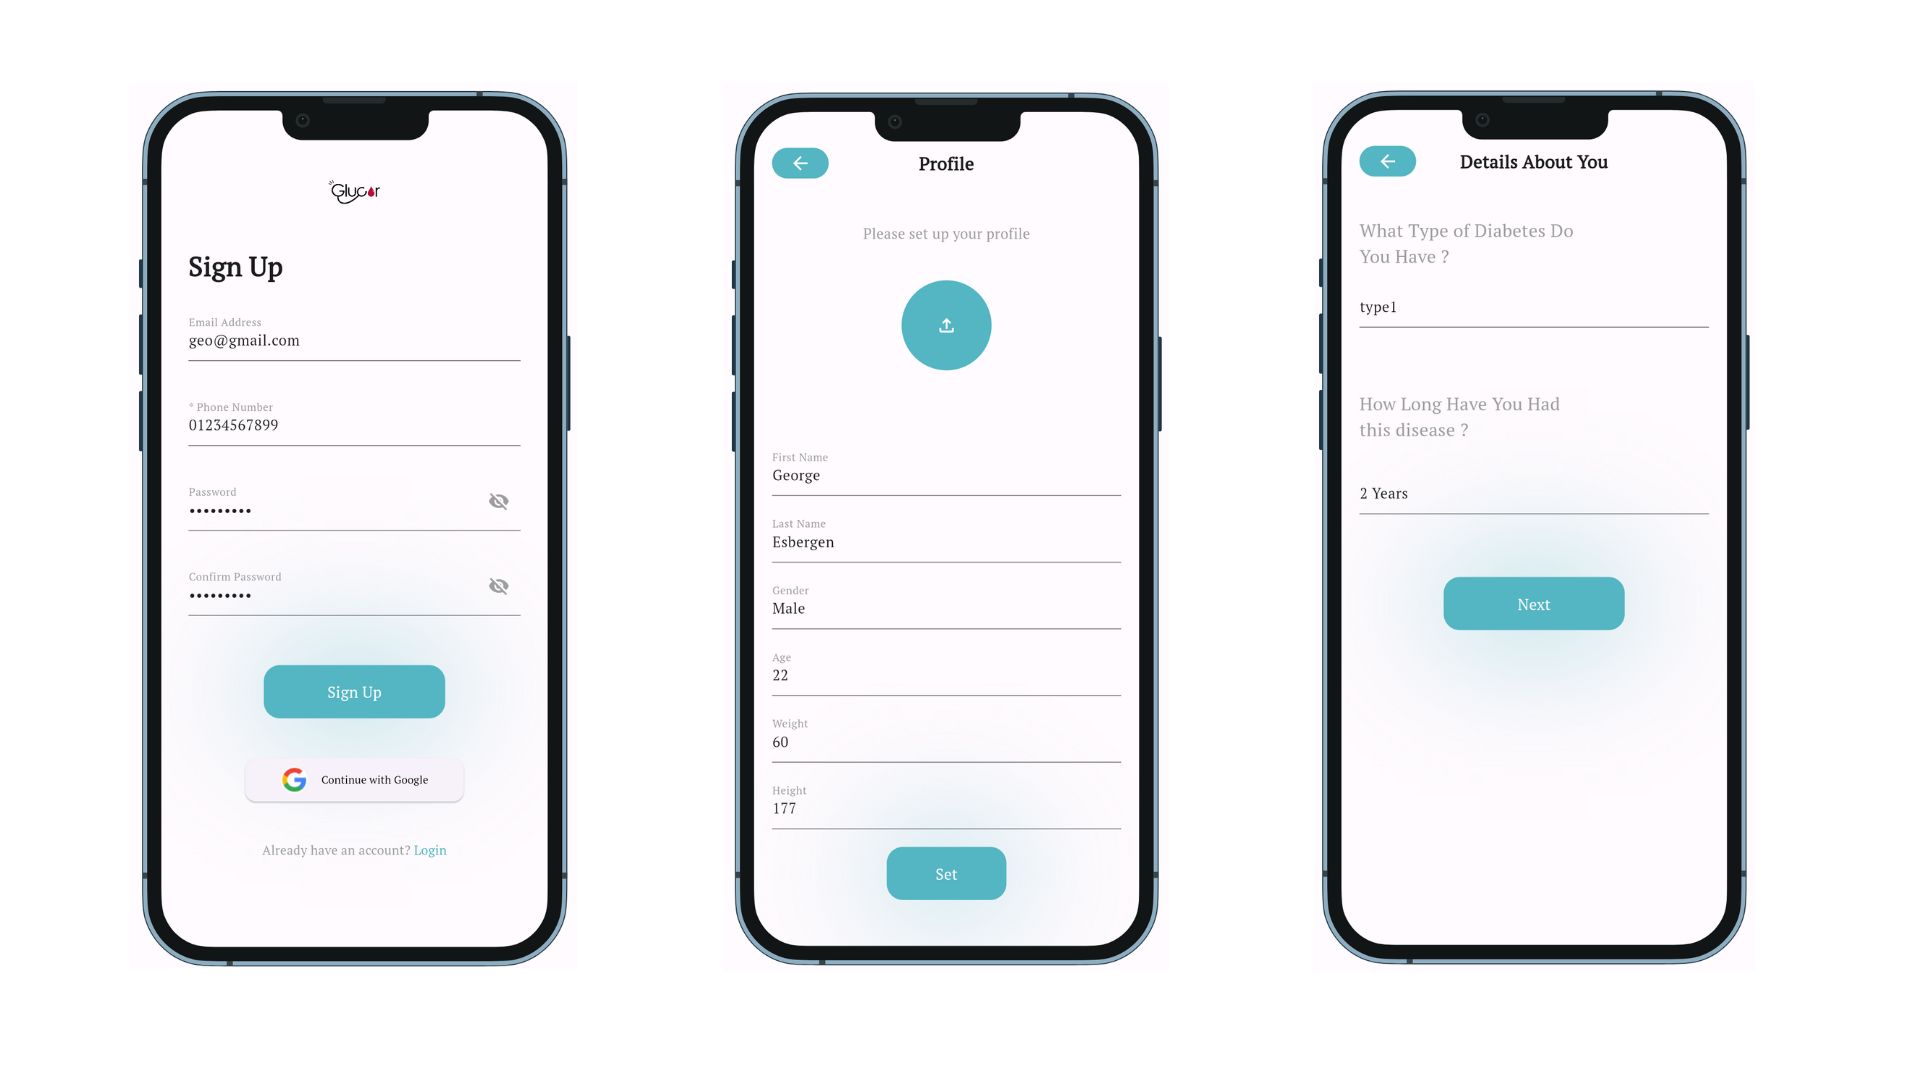 Glucor
Sign Up
Email Address
geo@gmail.com
* Phone Number
01234567899
Password
•••••••••
Confirm Password
•••••••••
Sign Up
Continue with Google
Already have an account? Login
Profile
Please set up your profile
First Name
George
Last Name
Esbergen
Gender
Male
Age
22
Weight
60
Height
177
Set
Details About You
What Type of Diabetes Do
You Have ?
type1
How Long Have You Had
this disease ?
2 Years
Next